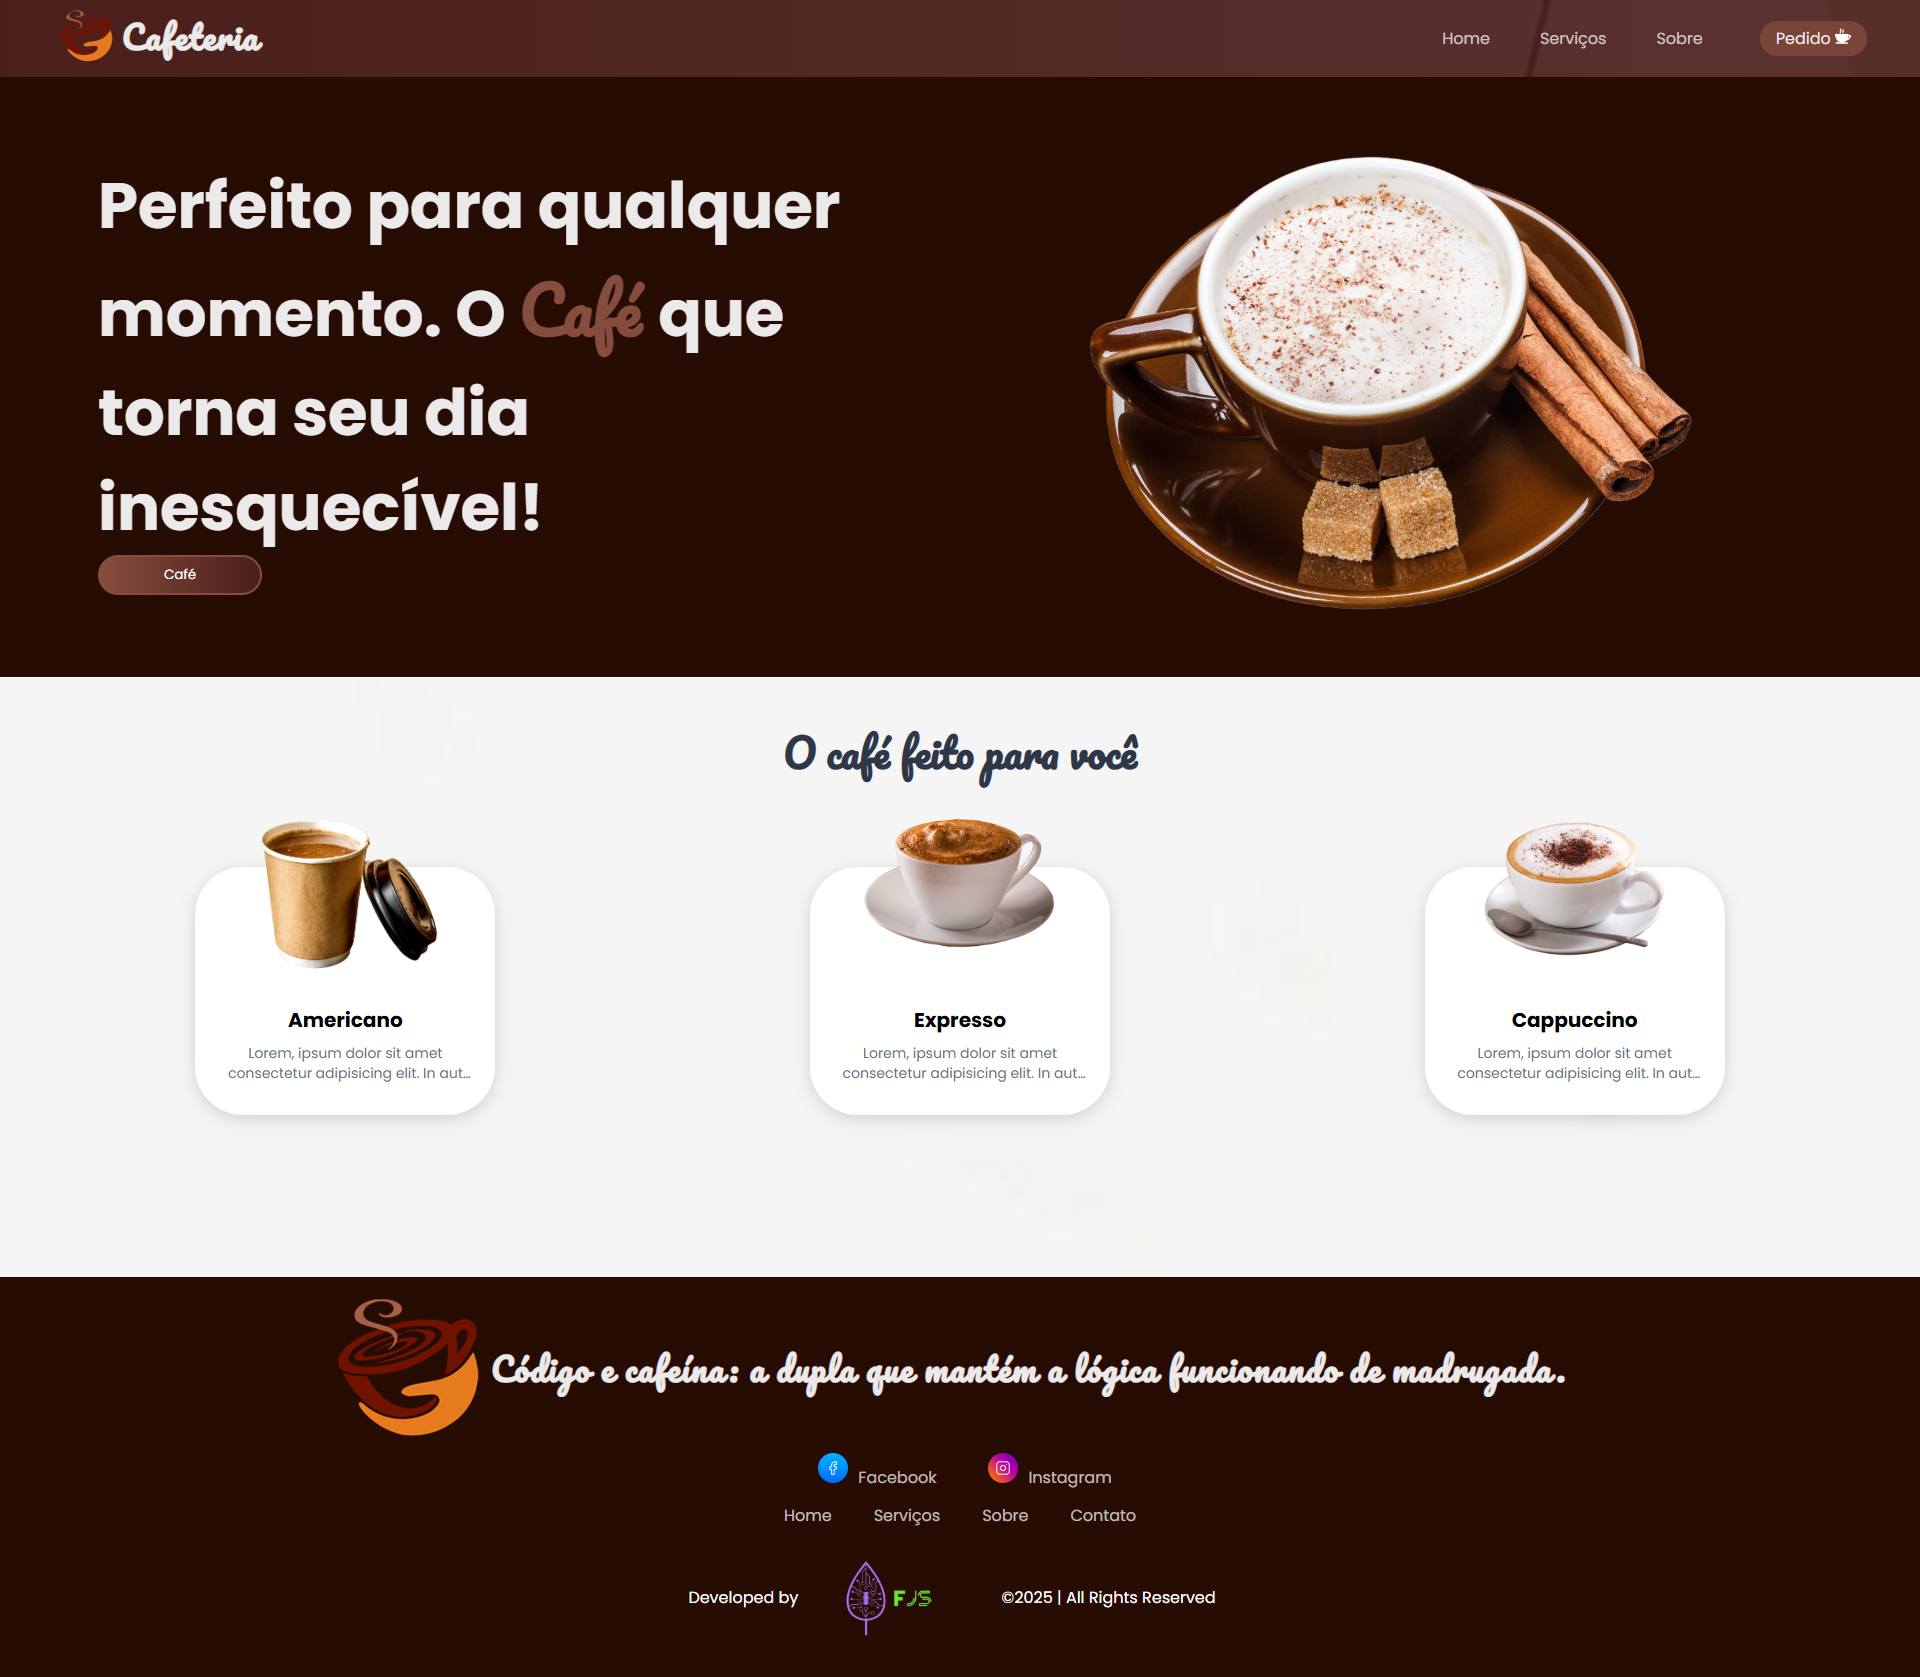 Cafeteria
Home Serviços Sobre Pedido
Perfeito para qualquer
momento. O Café que
torna seu dia
inesquecível!
Café
O café feito para você
Americano
Lorem, ipsum dolor sit amet
consectetur adipisicing elit. In aut...
Expresso
Lorem, ipsum dolor sit amet
consectetur adipisicing elit. In aut...
Cappuccino
Lorem, ipsum dolor sit amet
consectetur adipisicing elit. In aut...
Código e cafeína: a dupla que mantém a lógica funcionando de madrugada.
Facebook Instagram
Home Serviços Sobre Contato
Developed by FJS ©2025 | All Rights Reserved